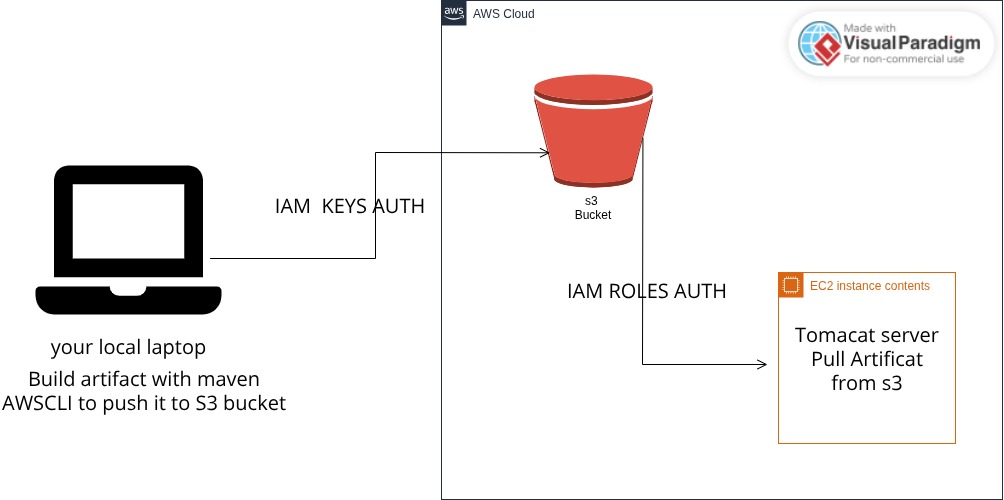 aws
AWS Cloud
Made with
VisualParadigm
For non-commercial use
s3
Bucket
IAM  KEYS AUTH
IAM ROLES AUTH
EC2 instance contents
Tomacat server
Pull Artificat
from s3
your local laptop
Build artifact with maven
AWSCLI to push it to S3 bucket